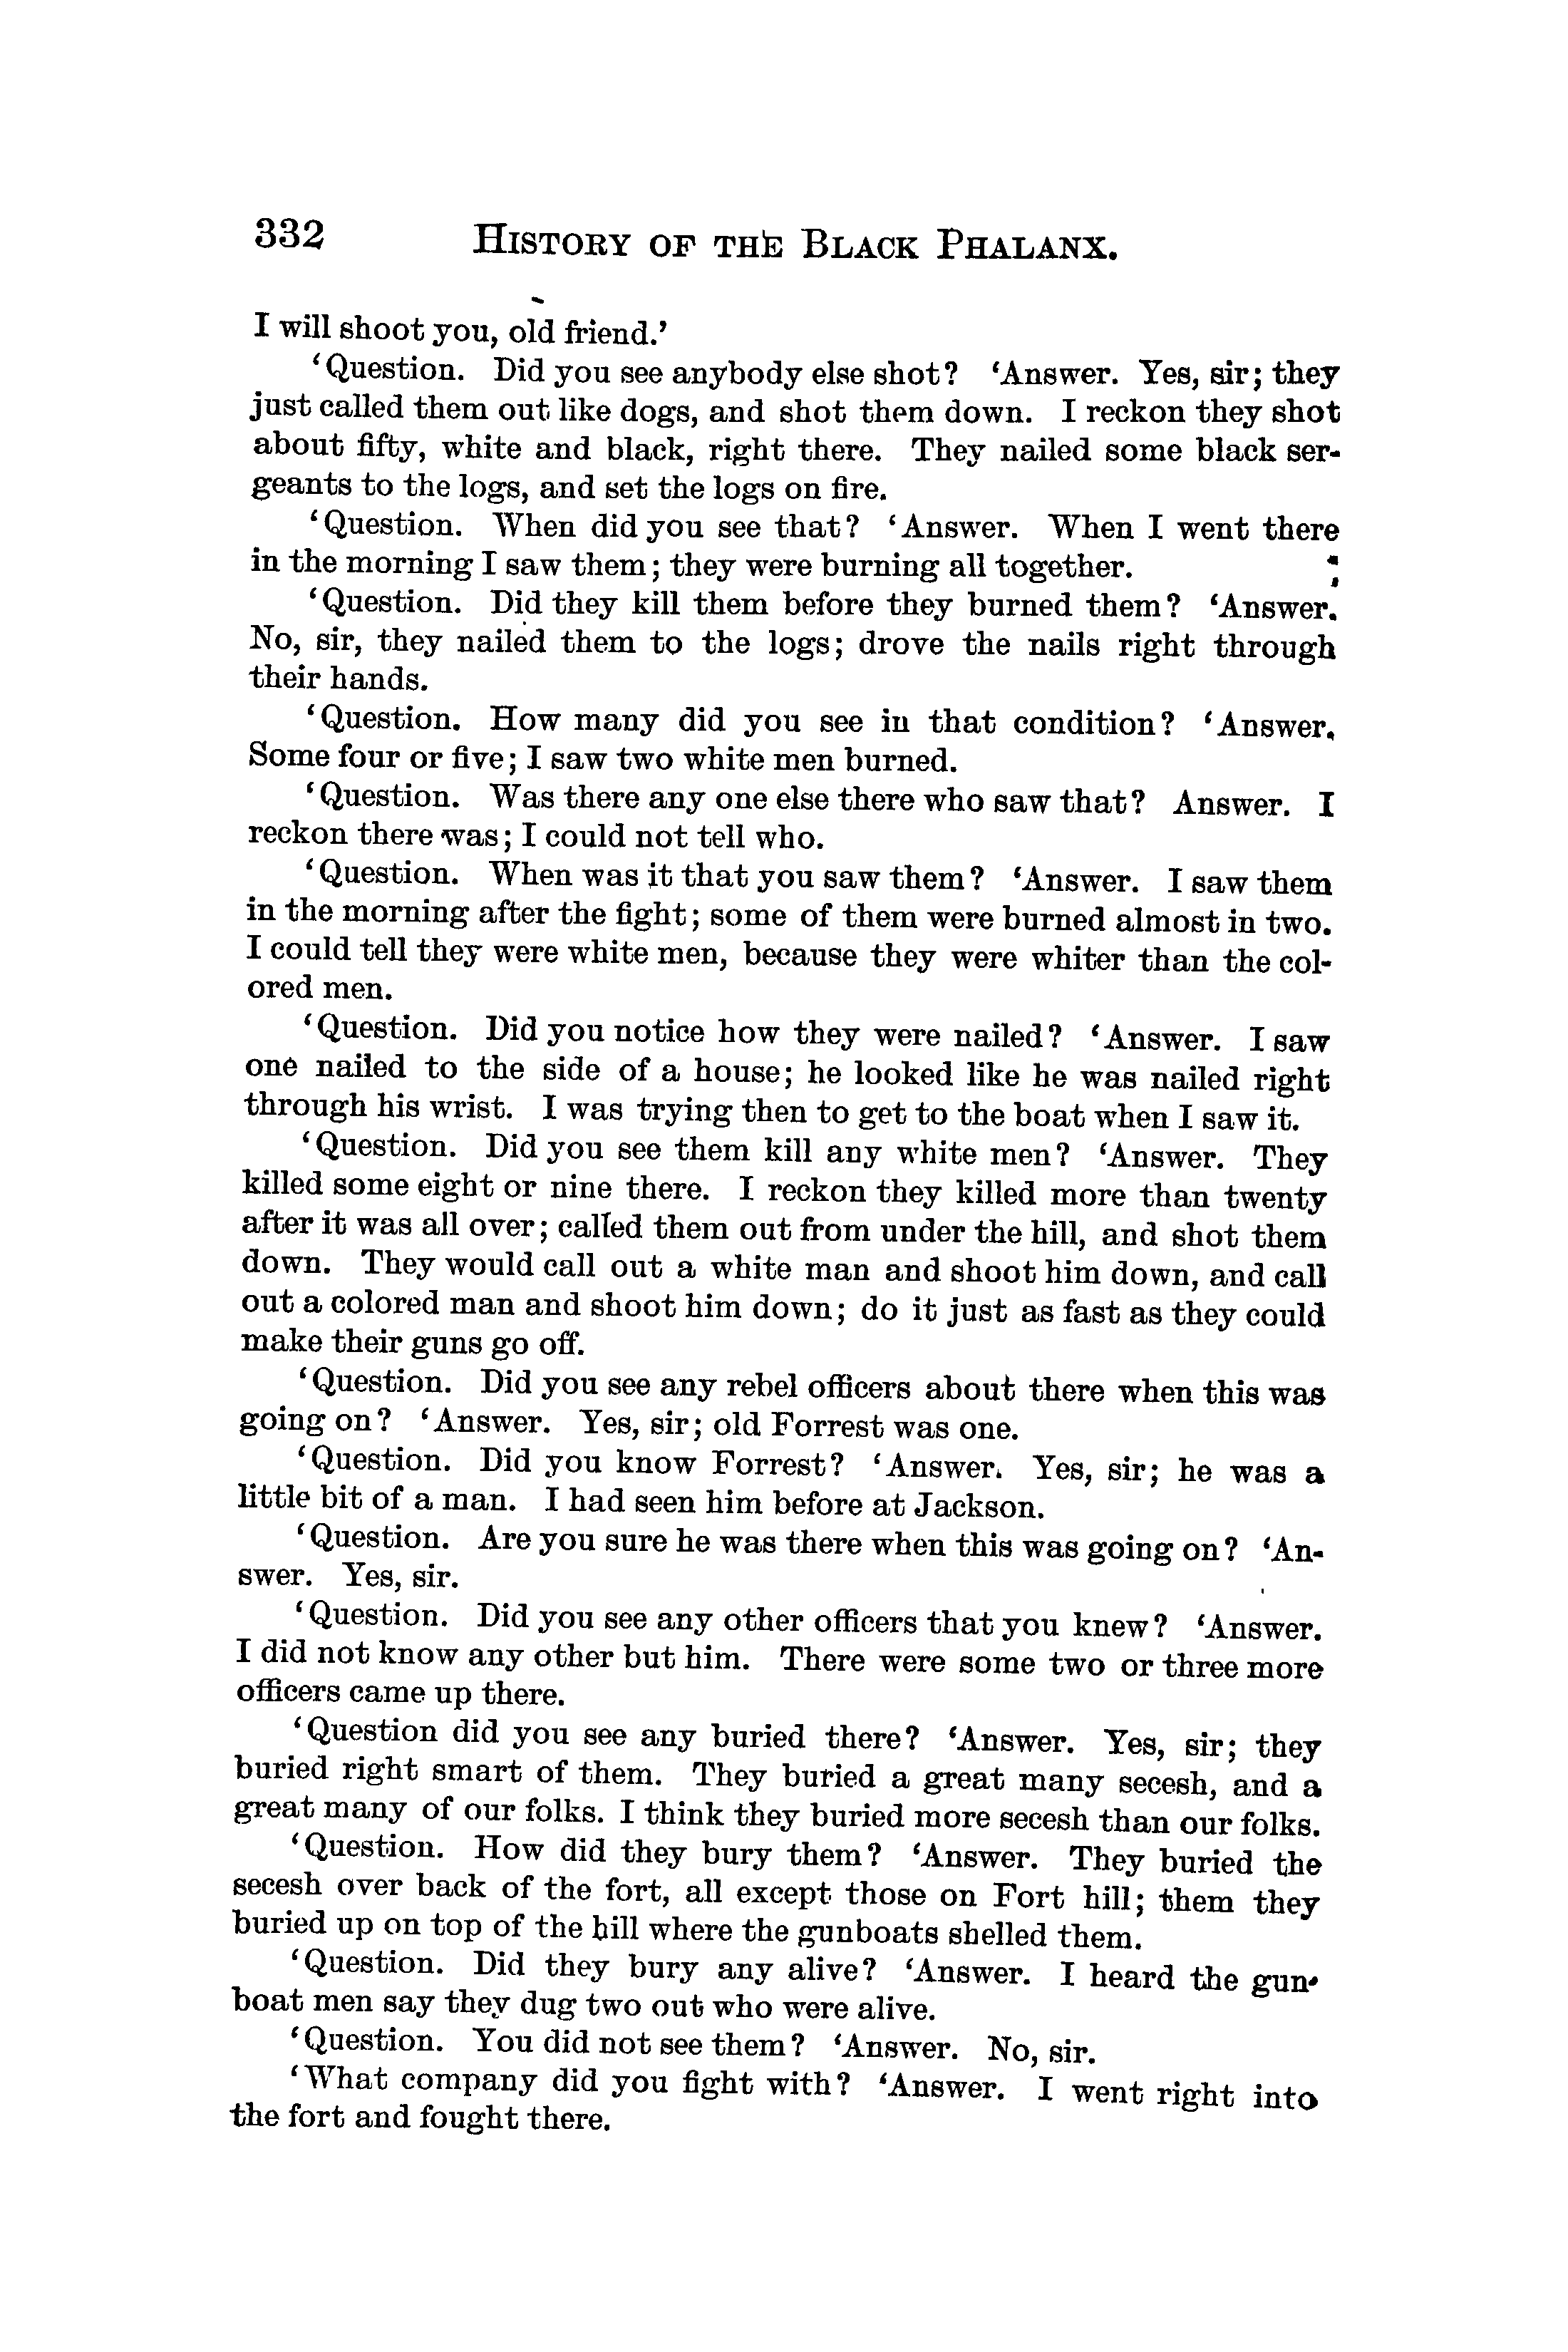 332 HISTORY OF THE BLACK PHALANX.
I will shoot you, old friend.’
‘Question. Did you see anybody else shot? ‘Answer. Yes, sir; they
just called them out like dogs, and shot them down. I reckon they shot
about fifty, white and black, right there. They nailed some black ser-
geants to the logs, and set the logs on fire.
‘Question. When did you see that? ‘Answer. When I went there
in the morning I saw them; they were burning all together.
‘Question. Did they kill them before they burned them? ‘Answer.
No, sir, they nailed them to the logs; drove the nails right through
their hands.
‘Question. How many did you see in that condition? ‘Answer.
Some four or five; I saw two white men burned.
‘Question. Was there any one else there who saw that? Answer. I
reckon there was; I could not tell who.
‘Question. When was it that you saw them? ‘Answer. I saw them
in the morning after the fight; some of them were burned almost in two.
I could tell they were white men, because they were whiter than the col-
ored men.
‘Question. Did you notice how they were nailed? ‘Answer. I saw
one nailed to the side of a house; he looked like he was nailed right
through his wrist. I was trying then to get to the boat when I saw it.
‘Question. Did you see them kill any white men? ‘Answer. They
killed some eight or nine there. I reckon they killed more than twenty
after it was all over; called them out from under the hill, and shot them
down. They would call out a white man and shoot him down, and call
out a colored man and shoot him down; do it just as fast as they could
make their guns go off.
‘Question. Did you see any rebel officers about there when this was
going on? ‘Answer. Yes, sir; old Forrest was one.
‘Question. Did you know Forrest? ‘Answer. Yes, sir; he was a
little bit of a man. I had seen him before at Jackson.
‘Question. Are you sure he was there when this was going on? ‘An-
swer. Yes, sir.
‘Question. Did you see any other officers that you knew? ‘Answer.
I did not know any other but him. There were some two or three more
officers came up there.
‘Question did you see any buried there? ‘Answer. Yes, sir; they
buried right smart of them. They buried a great many secesh, and a
great many of our folks. I think they buried more secesh than our folks.
‘Question. How did they bury them? ‘Answer. They buried the
secesh over back of the fort, all except those on Fort hill; them they
buried up on top of the hill where the gunboats shelled them.
‘Question. Did they bury any alive? ‘Answer. I heard the gun-
boat men say they dug two out who were alive.
‘Question. You did not see them? ‘Answer. No, sir.
‘What company did you fight with? ‘Answer. I went right into
the fort and fought there.